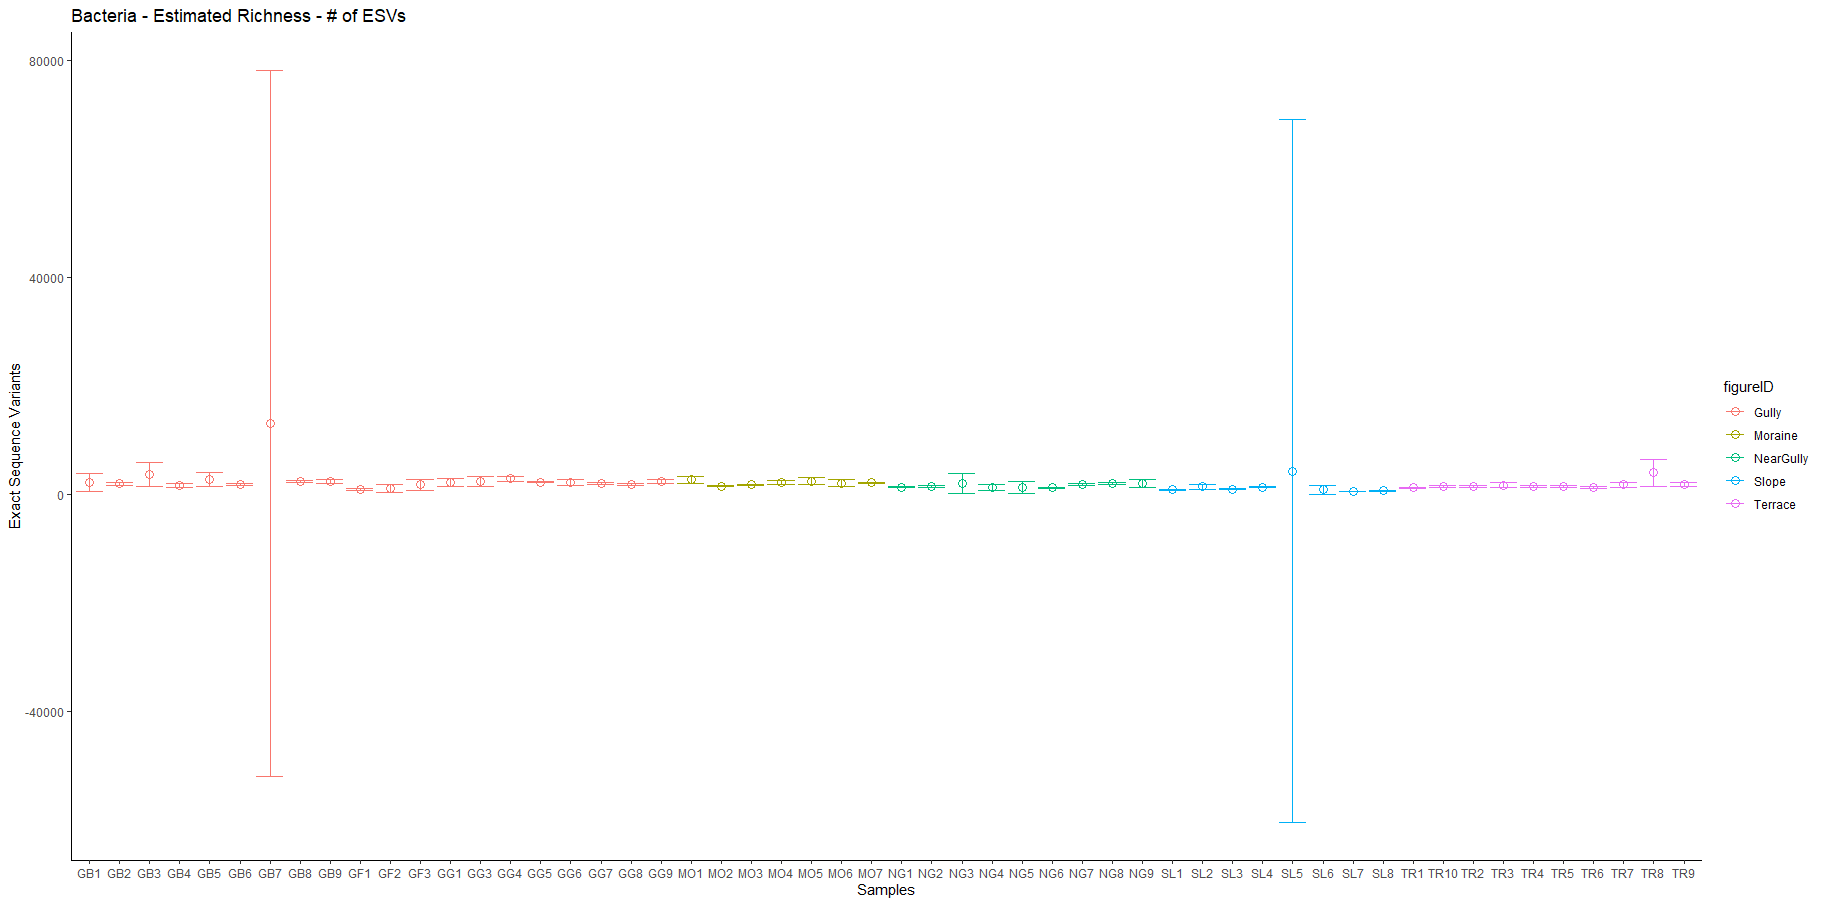 Bacteria - Estimated Richness - # of ESVs
80000
40000
0
-40000
Exact Sequence Variants
GB1 GB2 GB3 GB4 GB5 GB6 GB7 GB8 GB9 GF1 GF2 GF3 GG1 GG3 GG4 GG5 GG6 GG7 GG8 GG9 MO1 MO2 MO3 MO4 MO5 MO6 MO7 NG1 NG2 NG3 NG4 NG5 NG6 NG7 NG8 NG9 SL1 SL2 SL3 SL4 SL5 SL6 SL7 SL8 TR1 TR10 TR2 TR3 TR4 TR5 TR6 TR7 TR8 TR9
Samples
figureID
Gully
Moraine
NearGully
Slope
Terrace